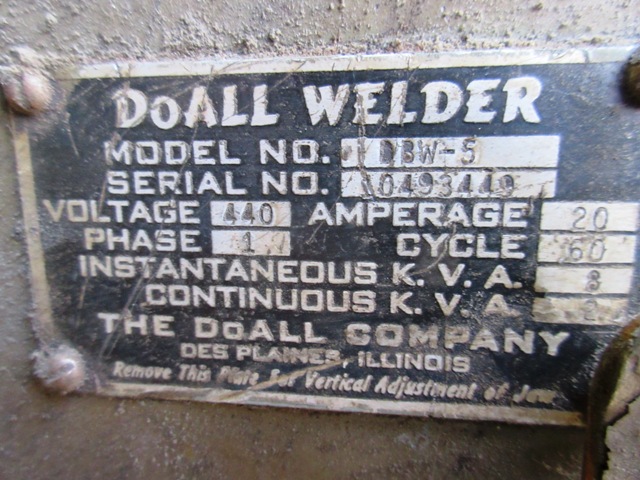 DOALL WELDER
MODEL NO. DBW-5
SERIAL NO.
VOLTAGE 440 AMPERAGE 20
PHASE 1 CYCLE 60
INSTANTANEOUS K. V. A. 8
CONTINUOUS K. V. A.
THE DOALL COMPANY
DES PLAINES, ILLINOIS
Remove This Plate For Vertical Adjustment of Jaw